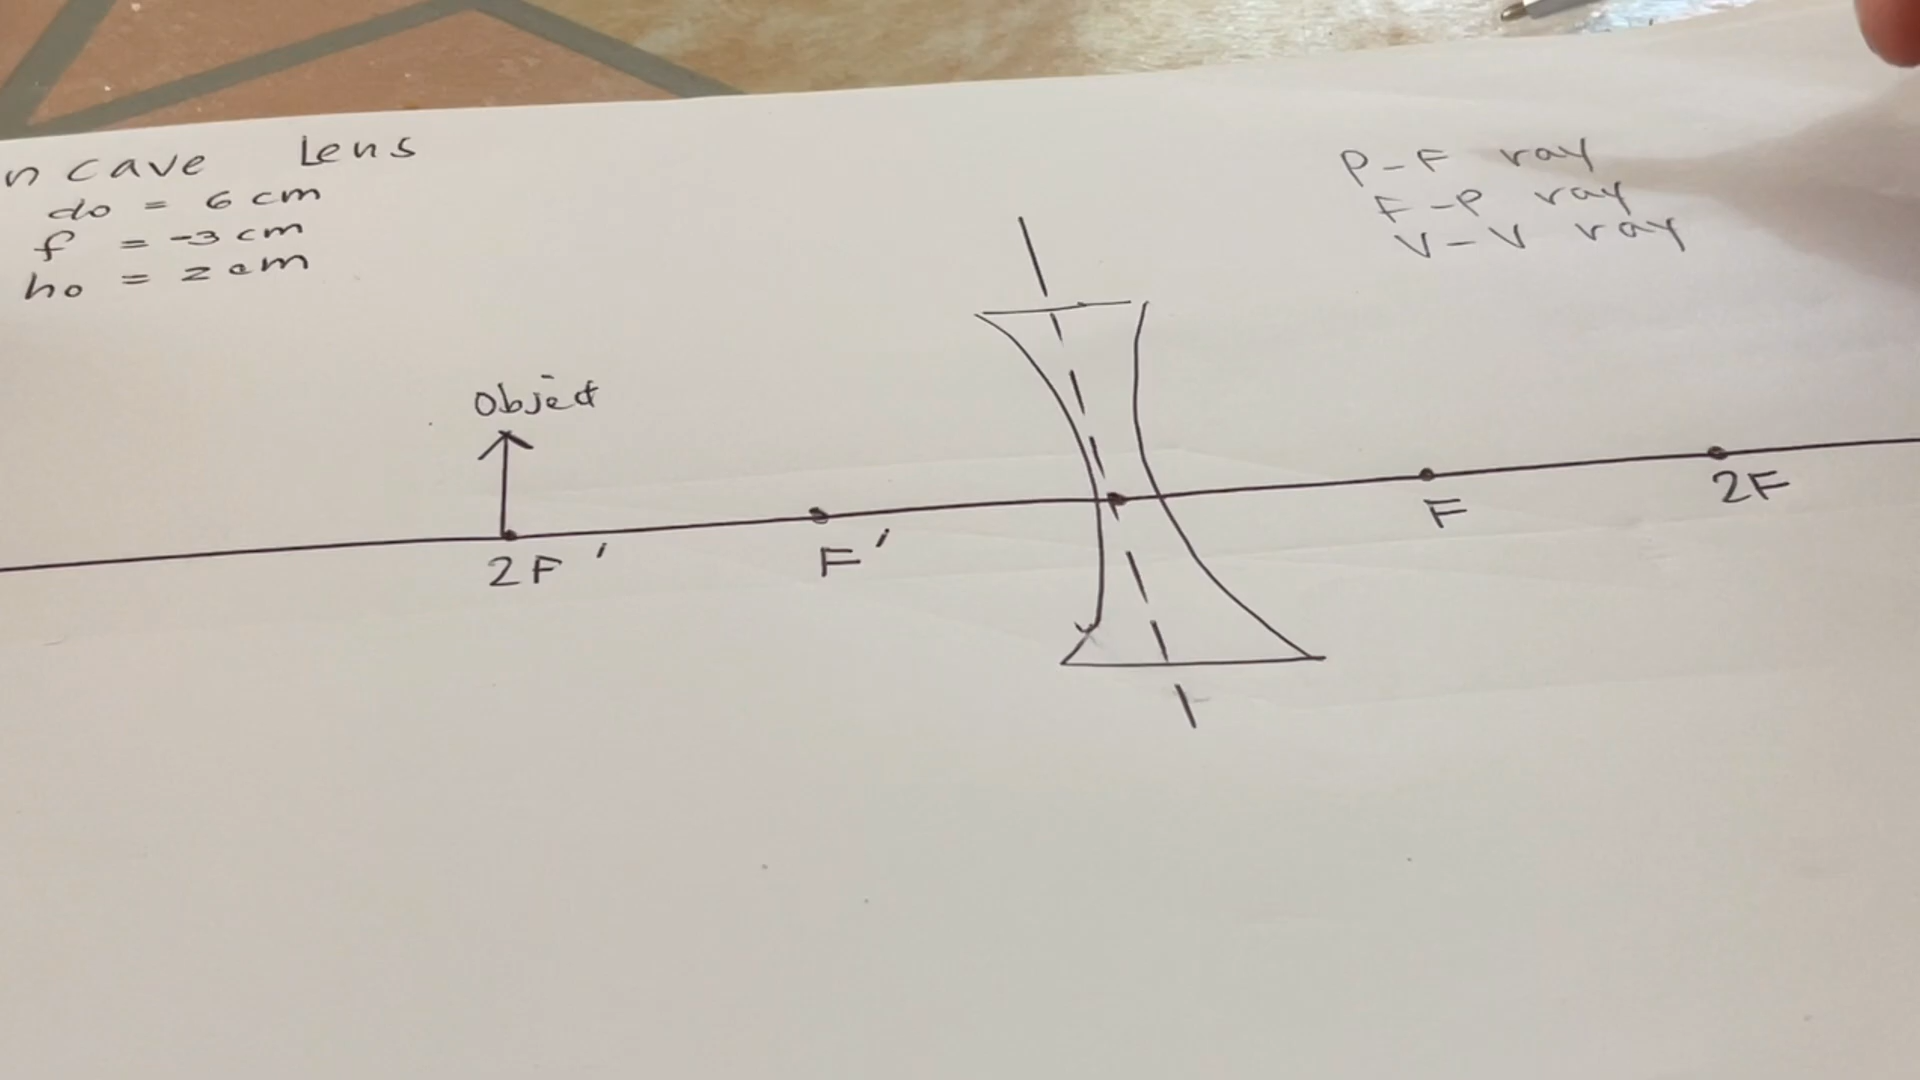 ncave Lens
do = 6 cm
f = -3 cm
ho = 2 cm
P-F ray
F-P ray
V-V ray
Object
2F'
F'
F
2F